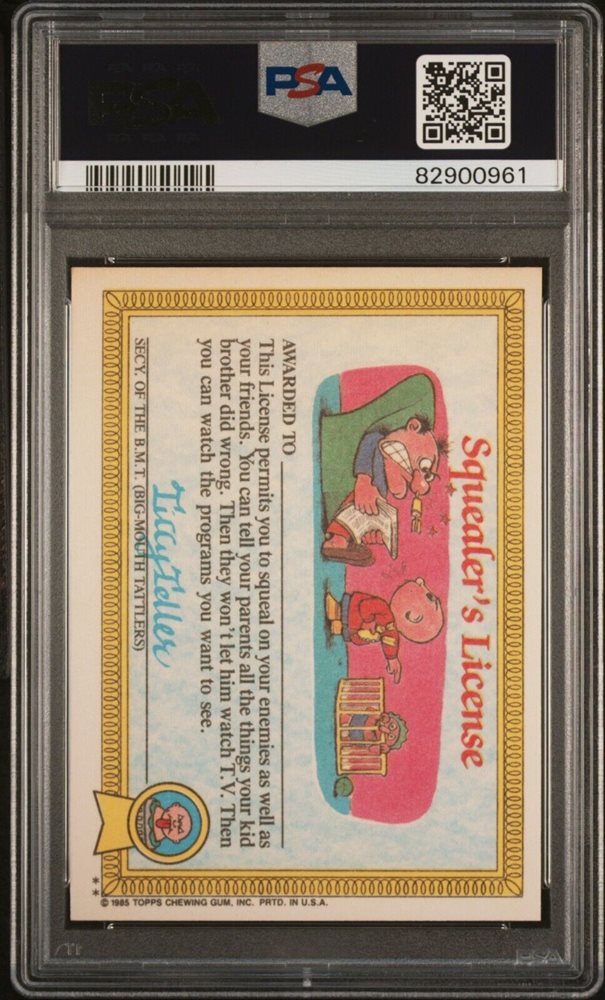 PSA
PSA
82900961
Squealer's License
AWARDED TO
This License permits you to squeal on your enemies as well as
your friends. You can tell your parents all the things your kid
brother did wrong. Then they won't let him watch T.V. Then
you can watch the programs you want to see.
Tilly Teller
SECY. OF THE B.M.T. (BIG-MOUTH TATTLERS)
** © 1985 TOPPS CHEWING GUM, INC. PRTD. IN U.S.A.
PSA